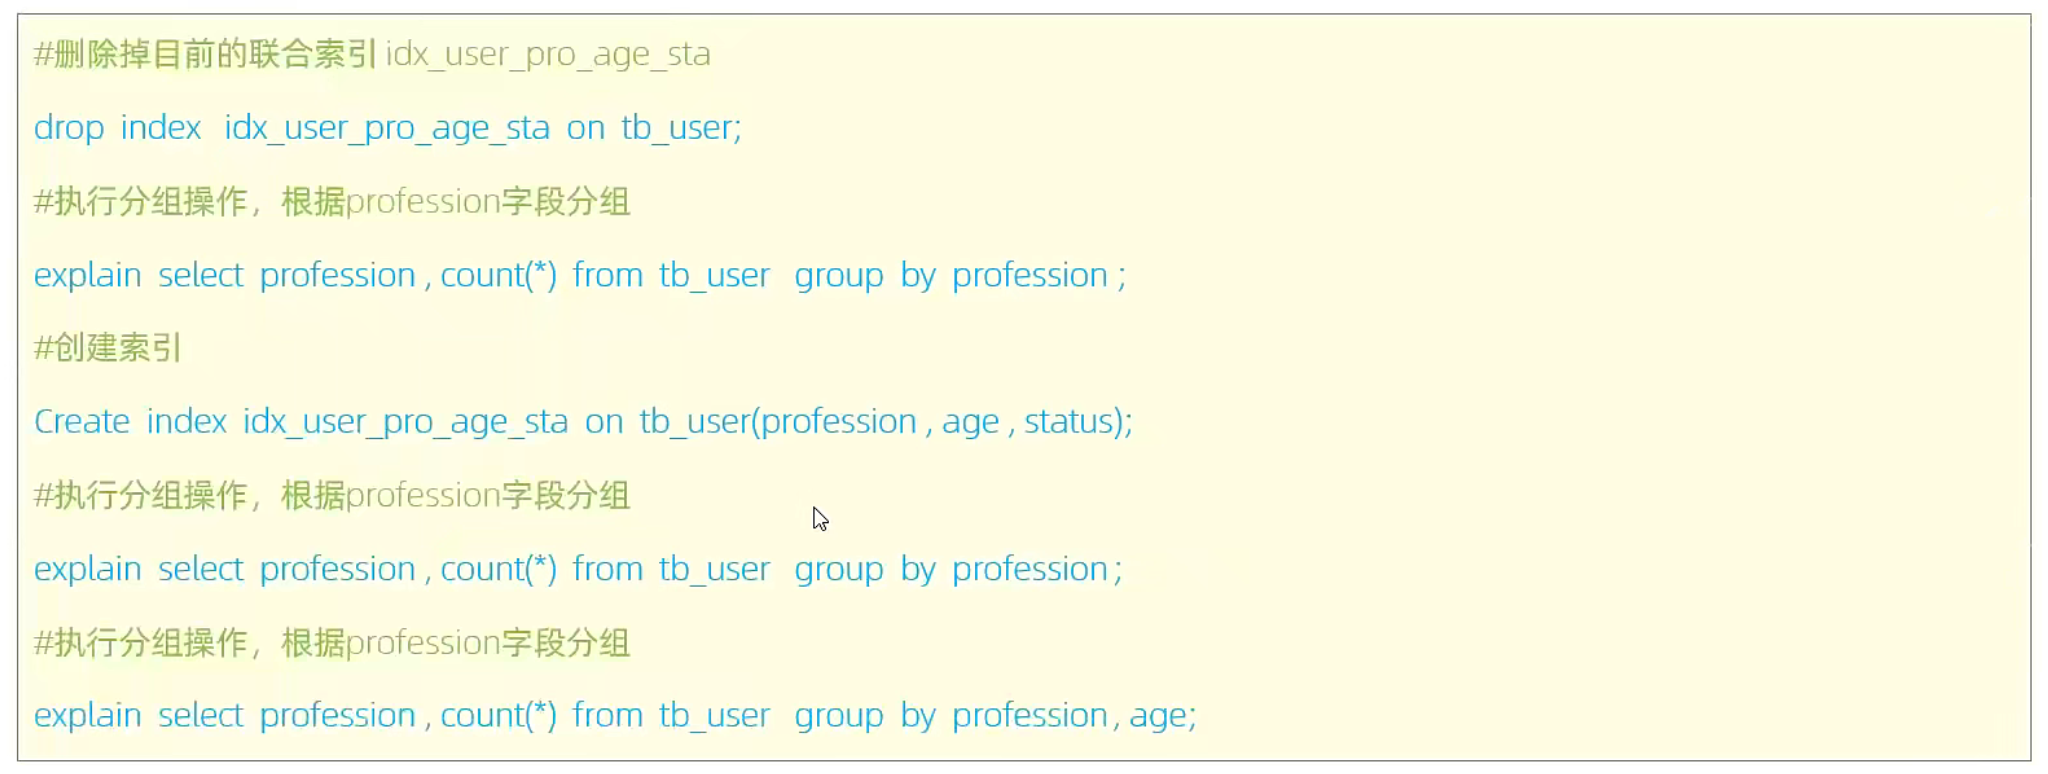 #删除掉目前的联合索引 idx_user_pro_age_sta
drop index idx_user_pro_age_sta on tb_user;
#执行分组操作，根据profession字段分组
explain select profession , count(*) from tb_user group by profession ;
#创建索引
Create index idx_user_pro_age_sta on tb_user(profession , age , status);
#执行分组操作，根据profession字段分组
explain select profession , count(*) from tb_user group by profession ;
#执行分组操作，根据profession字段分组
explain select profession , count(*) from tb_user group by profession , age;